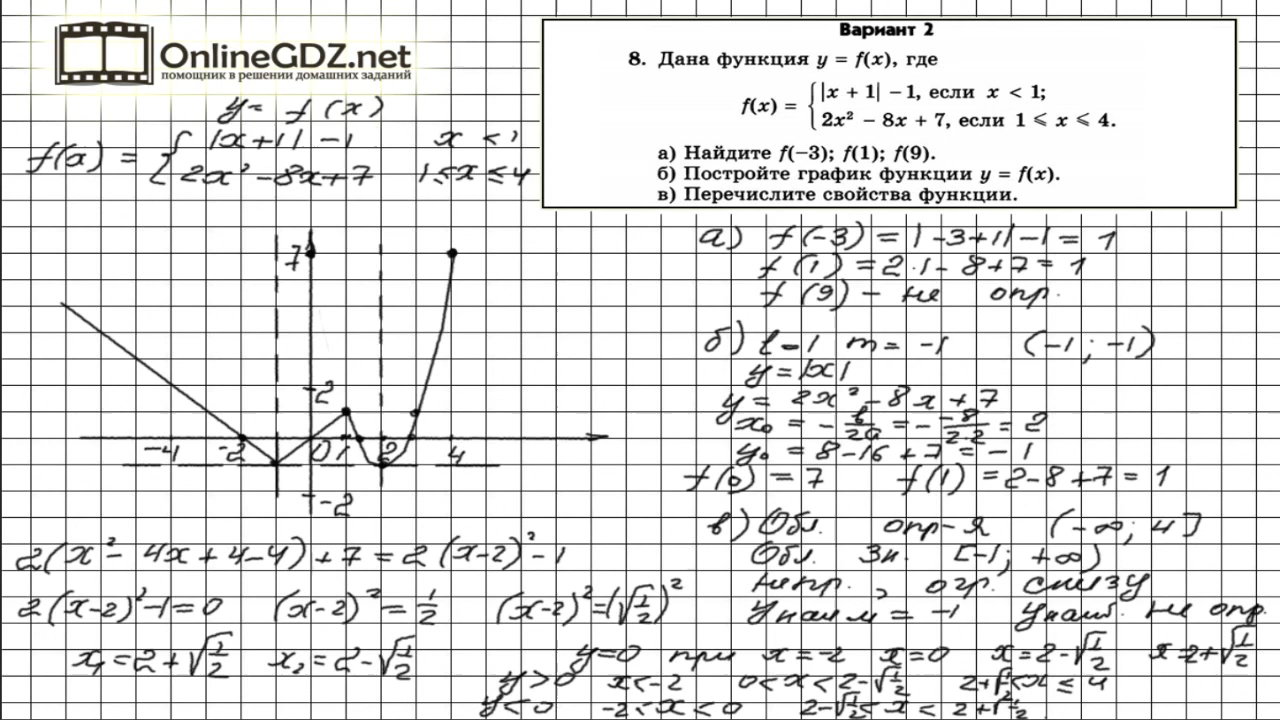 OnlineGDZ.net
помощник в решении домашних заданий
Вариант 2
8. Дана функция y = f(x), где
f(x) = { |x + 1| − 1, если x < 1;
2x² − 8x + 7, если 1 ⩽ x ⩽ 4.
а) Найдите f(−3); f(1); f(9).
б) Постройте график функции y = f(x).
в) Перечислите свойства функции.
y = f(x)
f(x) = { |x+1| −1 x < 1
2x² −8x+7 1≤x≤4
7
2
−4 −2 0 1 2 4
−2
а) f(−3) = |−3+1|−1 = 1
f(1) = 2·1 − 8+7 = 1
f(9) − не опр.
б) l=1 m = −1 (−1; −1)
y = |x|
y = 2x² − 8x + 7
x₀ = − b/2a = − −8/2·2 = 2
y₀ = 8−16+7 = −1
f(0) = 7 f(1) = 2−8+7 = 1
в) Обл. опр-я (−∞; 4]
Обл. Зн. [−1; +∞)
непр., огр. снизу
y наим = −1 y наиб. не опр.
2(x² − 4x + 4−4) + 7 = 2(x−2)² −1
2(x−2)² −1=0 (x−2)² = 1/2 (x−2)² = (√1/2)²
x₁ = 2 + √1/2 x₂ = 2 − √1/2
y=0 при x = −2 x=0 x = 2−√1/2 x=2+√1/2
y>0 x<−2 0<x<2−√1/2 2+√1/2<x≤4
y<0 −2<x<0 2−√1/2<x<2+√1/2